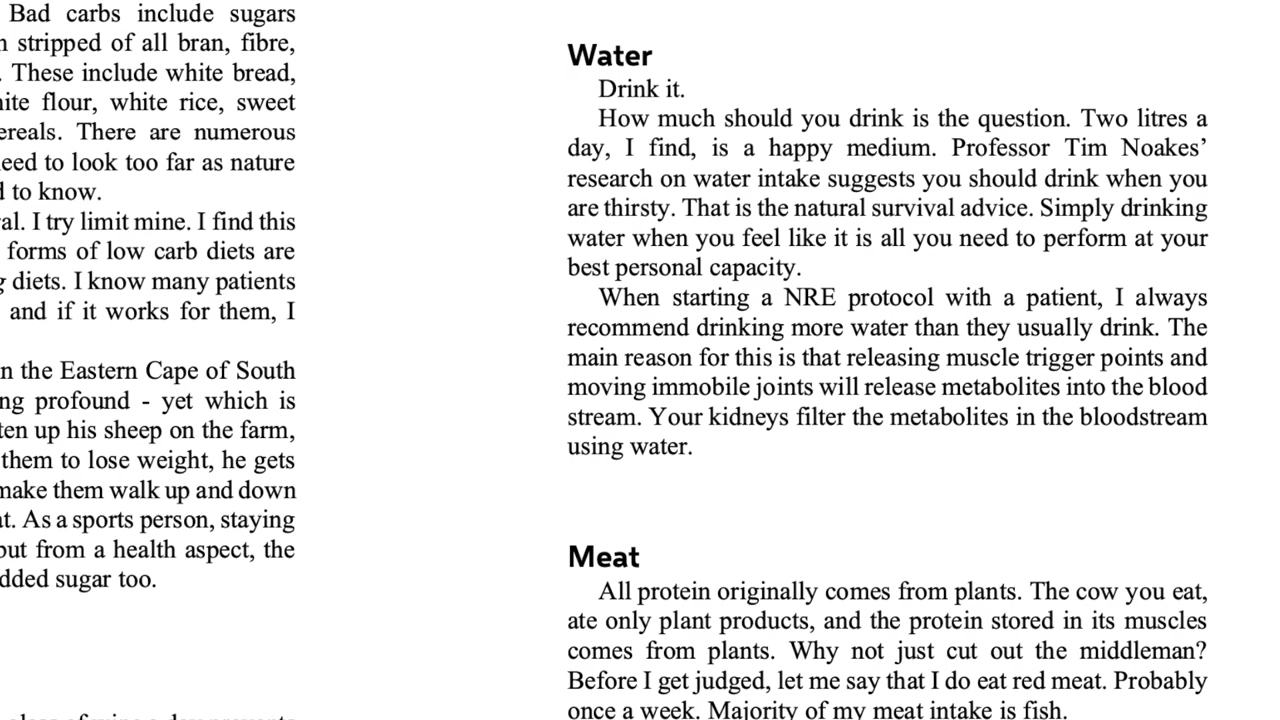 Bad carbs include sugars
stripped of all bran, fibre,
. These include white bread,
flour, white rice, sweet
There are numerous
need to look too far as nature
to know.
I try limit mine. I find this
forms of low carb diets are
diets. I know many patients
and if it works for them, I
in the Eastern Cape of South
profound - yet which is
up his sheep on the farm,
them to lose weight, he gets
make them walk up and down
As a sports person, staying
but from a health aspect, the
sugar too.
Water
Drink it.
How much should you drink is the question. Two litres a
day, I find, is a happy medium. Professor Tim Noakes’
research on water intake suggests you should drink when you
are thirsty. That is the natural survival advice. Simply drinking
water when you feel like it is all you need to perform at your
best personal capacity.
When starting a NRE protocol with a patient, I always
recommend drinking more water than they usually drink. The
main reason for this is that releasing muscle trigger points and
moving immobile joints will release metabolites into the blood
stream. Your kidneys filter the metabolites in the bloodstream
using water.
Meat
All protein originally comes from plants. The cow you eat,
ate only plant products, and the protein stored in its muscles
comes from plants. Why not just cut out the middleman?
Before I get judged, let me say that I do eat red meat. Probably
once a week. Majority of my meat intake is fish.